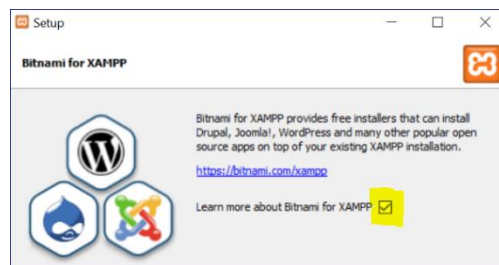 Setup
Bitnami for XAMPP
Bitnami for XAMPP provides free installers that can install
Drupal, Joomla!, WordPress and many other popular open
source apps on top of your existing XAMPP installation.
https://bitnami.com/xampp
Learn more about Bitnami for XAMPP